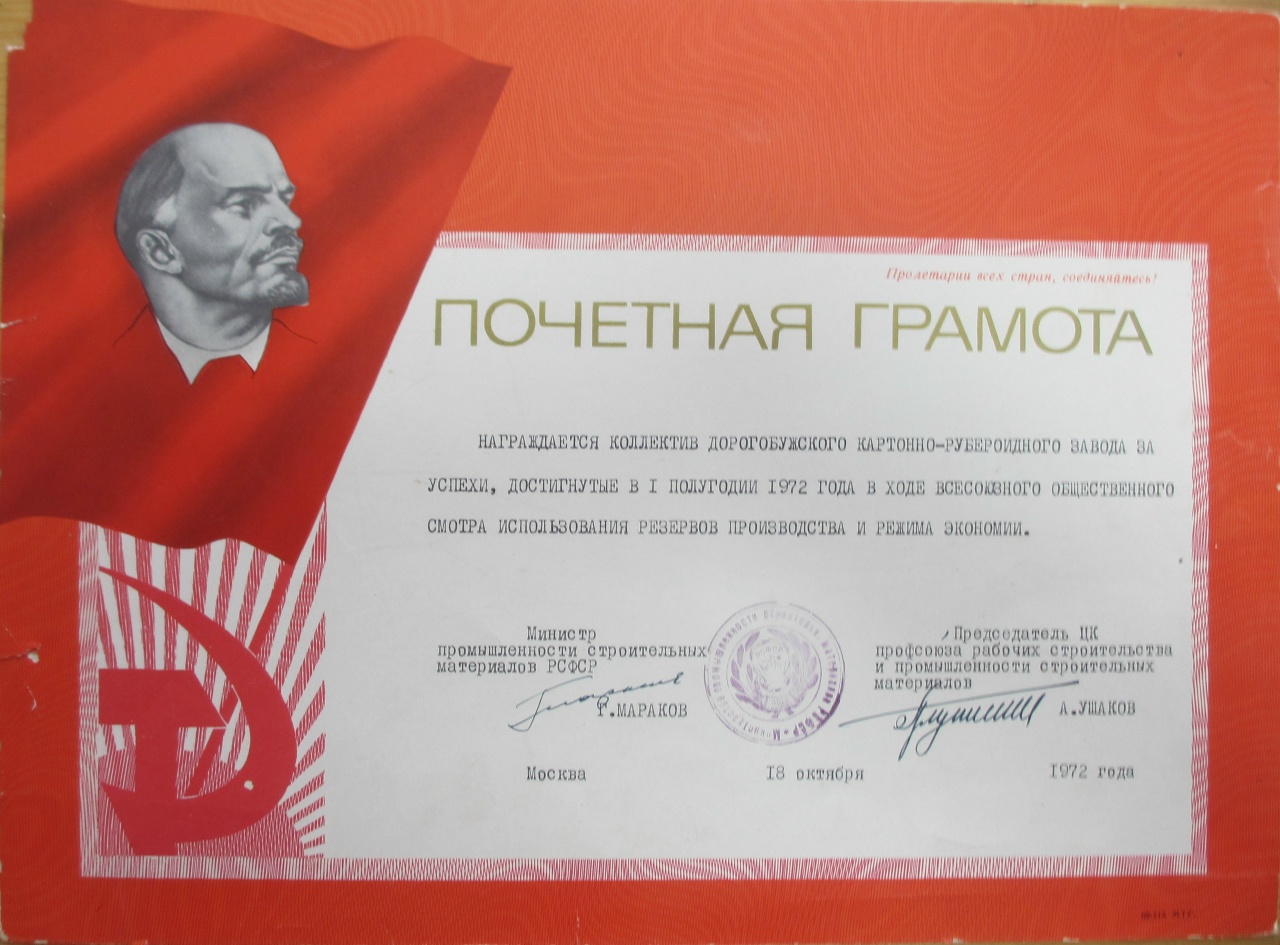 Пролетарии всех стран, соединяйтесь!
ПОЧЕТНАЯ ГРАМОТА
НАГРАЖДАЕТСЯ КОЛЛЕКТИВ ДОРОГОБУЖСКОГО КАРТОННО-РУБЕРОИДНОГО ЗАВОДА ЗА
УСПЕХИ, ДОСТИГНУТЫЕ В I ПОЛУГОДИИ 1972 ГОДА В ХОДЕ ВСЕСОЮЗНОГО ОБЩЕСТВЕННОГО
СМОТРА ИСПОЛЬЗОВАНИЯ РЕЗЕРВОВ ПРОИЗВОДСТВА И РЕЖИМА ЭКОНОМИИ.
Министр
промышленности строительных
материалов РСФСР
Г.МАРАКОВ
Председатель ЦК
профсоюза рабочих строительства
и промышленности строительных
материалов
А.УШАКОВ
Москва 18 октября 1972 года